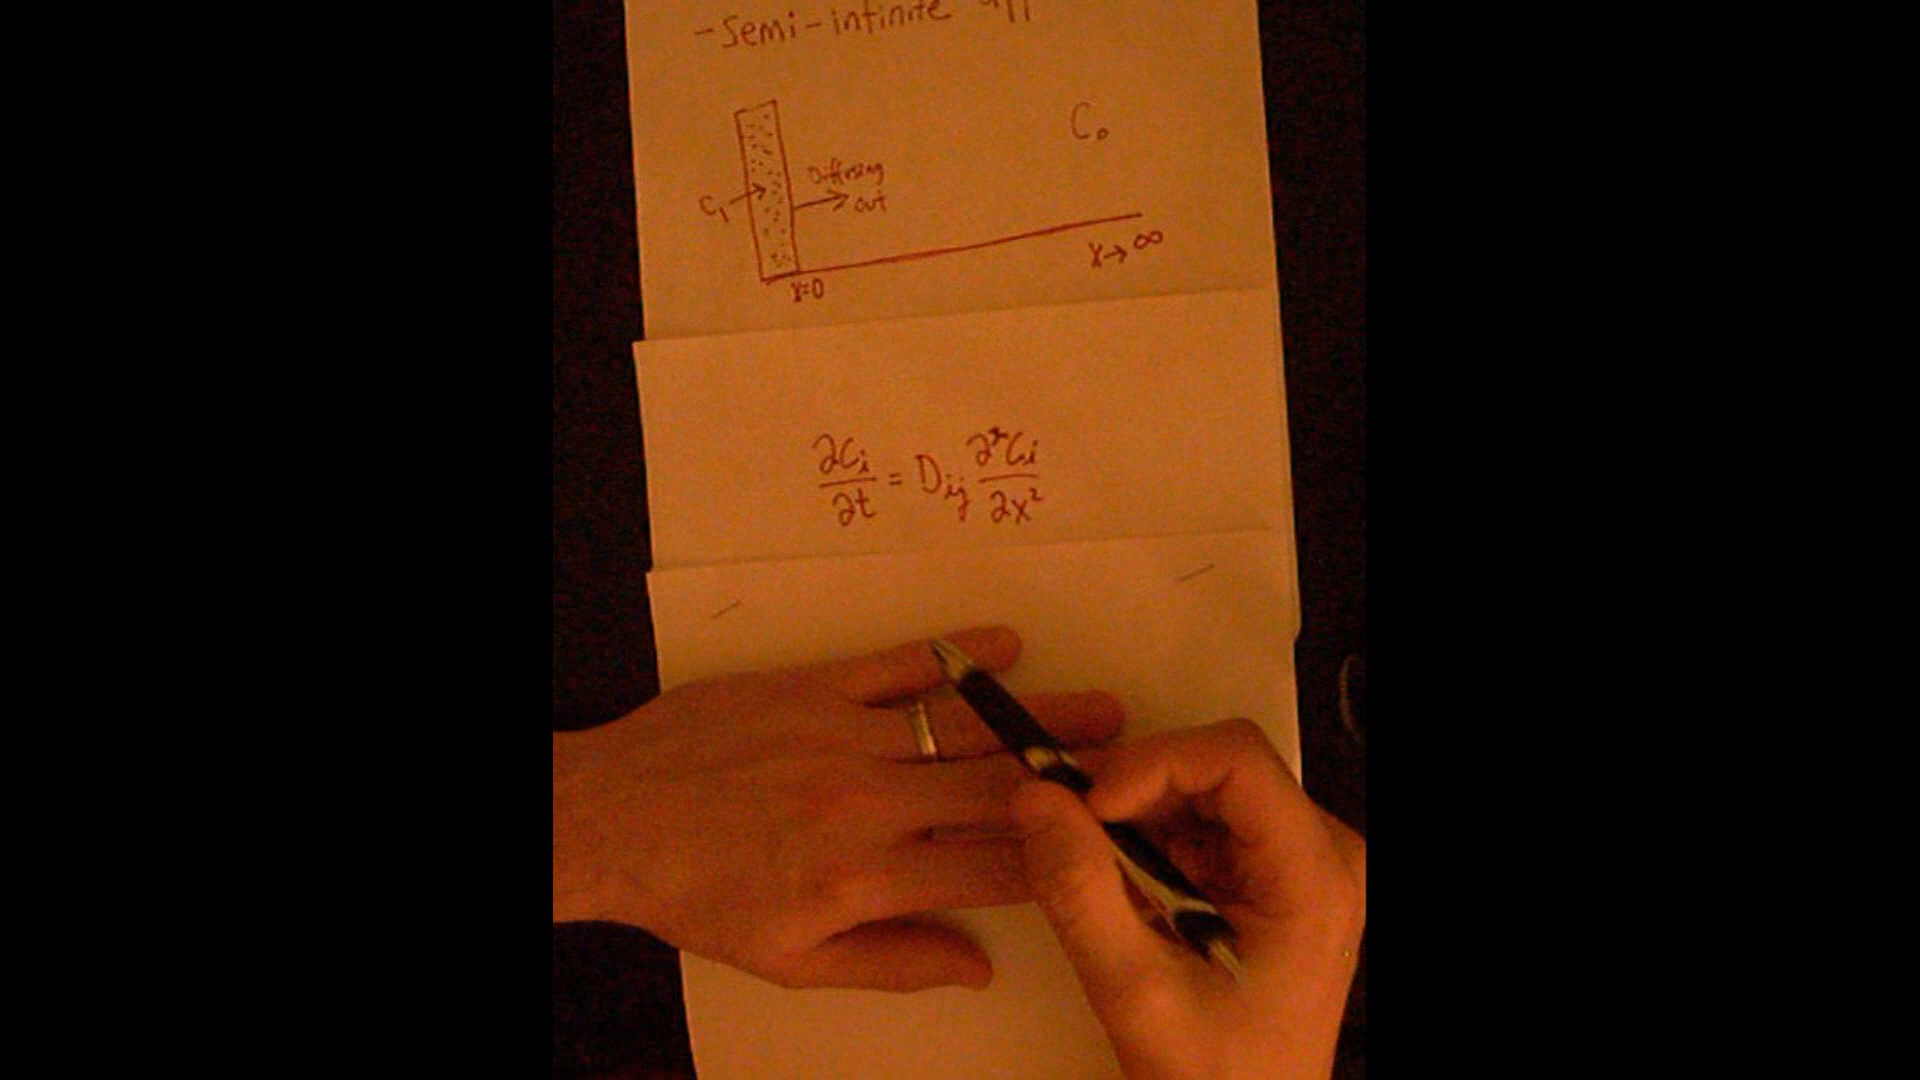 - Semi-infinite
C₀
Diffusing
out
C₁
x=0
x→∞
∂Cᵢ/∂t = Dᵢⱼ ∂²Cᵢ/∂x²